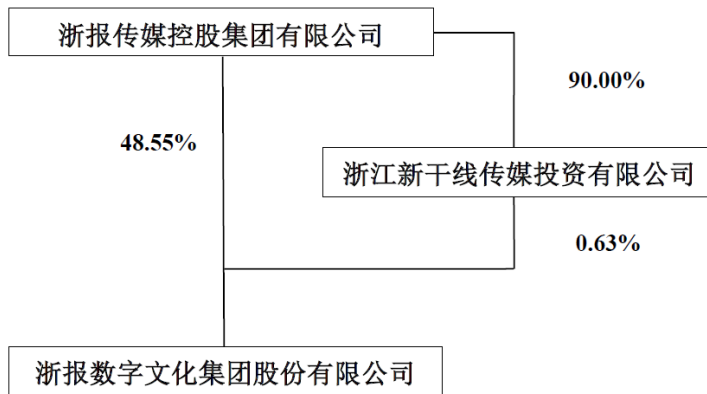 浙报传媒控股集团有限公司
90.00%
48.55%
浙江新干线传媒投资有限公司
0.63%
浙报数字文化集团股份有限公司